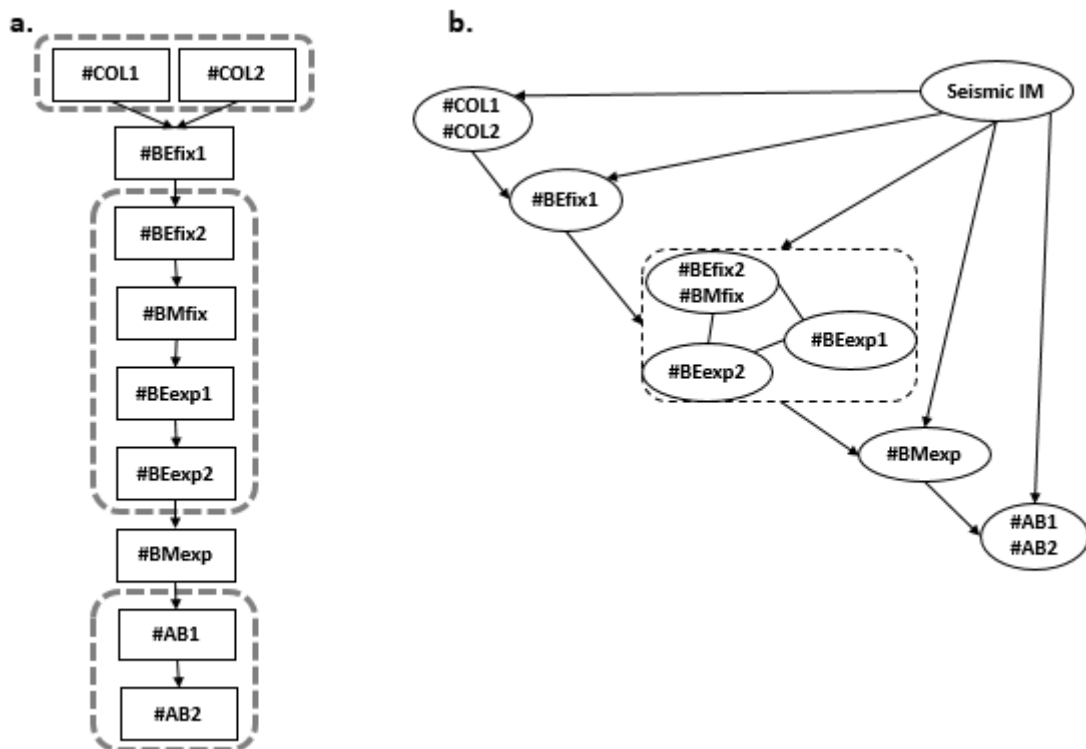 a.
#COL1
#COL2
#BEfix1
#BEfix2
#BMfix
#BEexp1
#BEexp2
#BMexp
#AB1
#AB2
b.
Seismic IM
#COL1
#COL2
#BEfix1
#BEfix2
#BMfix
#BEexp1
#BEexp2
#BMexp
#AB1
#AB2